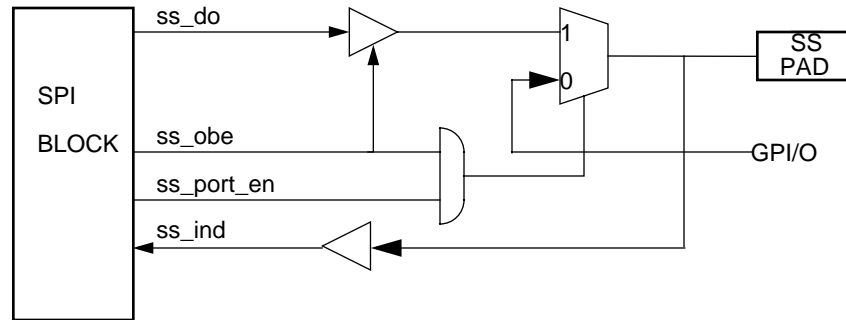 ss_do
1
SS
PAD
0
SPI
BLOCK
ss_obe
GPI/O
ss_port_en
ss_ind